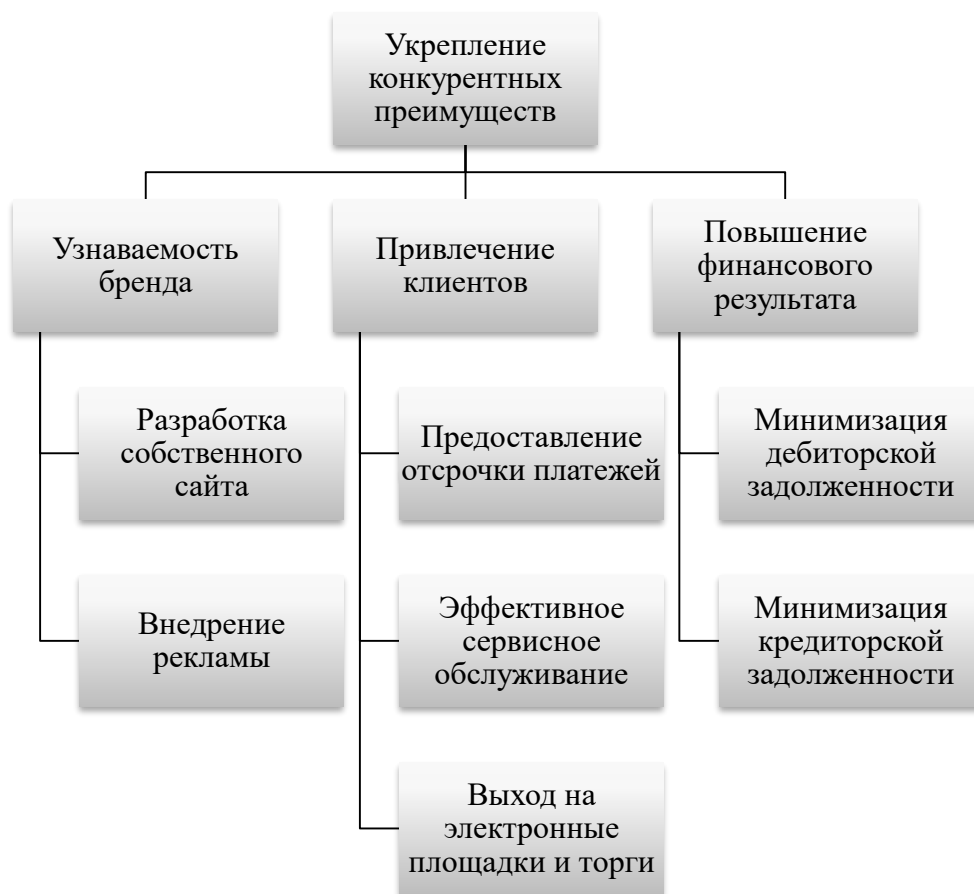 Укрепление
конкурентных
преимуществ
Узнаваемость
бренда
Привлечение
клиентов
Повышение
финансового
результата
Разработка
собственного
сайта
Предоставление
отсрочки платежей
Минимизация
дебиторской
задолженности
Внедрение
рекламы
Эффективное
сервисное
обслуживание
Минимизация
кредиторской
задолженности
Выход на
электронные
площадки и торги